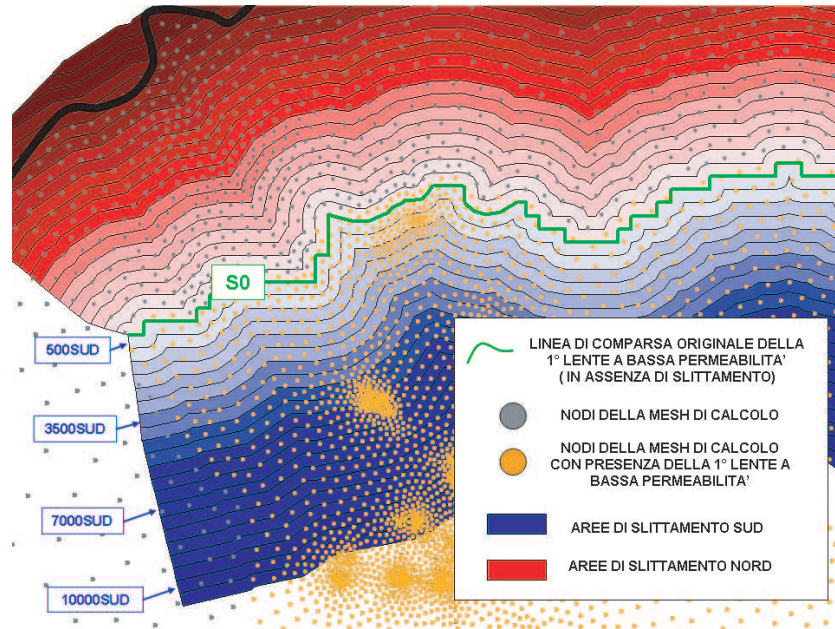 S0
500SUD
3500SUD
7000SUD
10000SUD
LINEA DI COMPARSA ORIGINALE DELLA
1° LENTE A BASSA PERMEABILITA'
( IN ASSENZA DI SLITTAMENTO)
NODI DELLA MESH DI CALCOLO
NODI DELLA MESH DI CALCOLO
CON PRESENZA DELLA 1° LENTE A
BASSA PERMEABILITA'
AREE DI SLITTAMENTO SUD
AREE DI SLITTAMENTO NORD